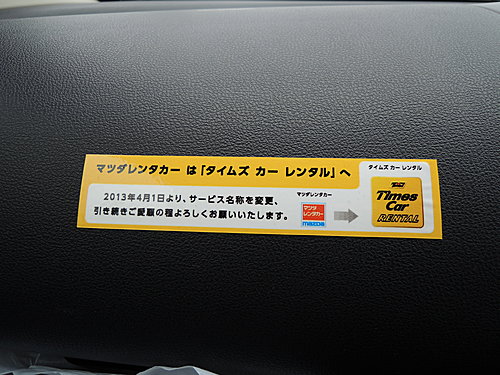 マツダレンタカー は 「タイムズ カー レンタル」 へ
2013年4月1日より、サービス名称を変更、
引き続きご愛顧の程よろしくお願いいたします。
マツダレンタカー
マツダ
レンタカー
mazda
タイムズ カー レンタル
Times
Car
RENTAL